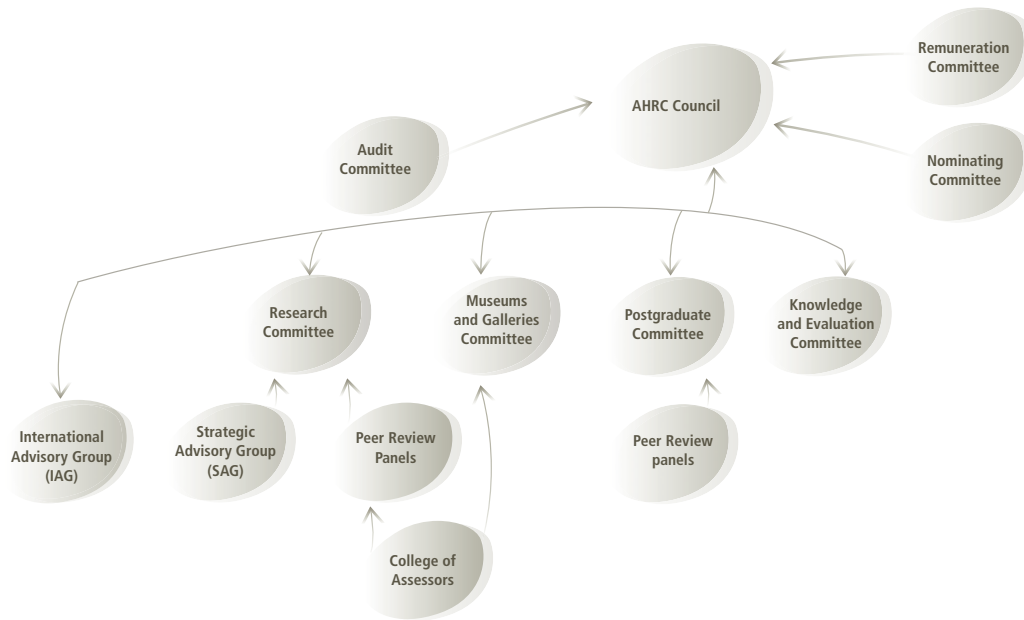 Remuneration
Committee
AHRC Council
Audit
Committee
Nominating
Committee
Research
Committee
Museums
and Galleries
Committee
Postgraduate
Committee
Knowledge
and Evaluation
Committee
International
Advisory Group
(IAG)
Strategic
Advisory Group
(SAG)
Peer Review
Panels
Peer Review
panels
College of
Assessors